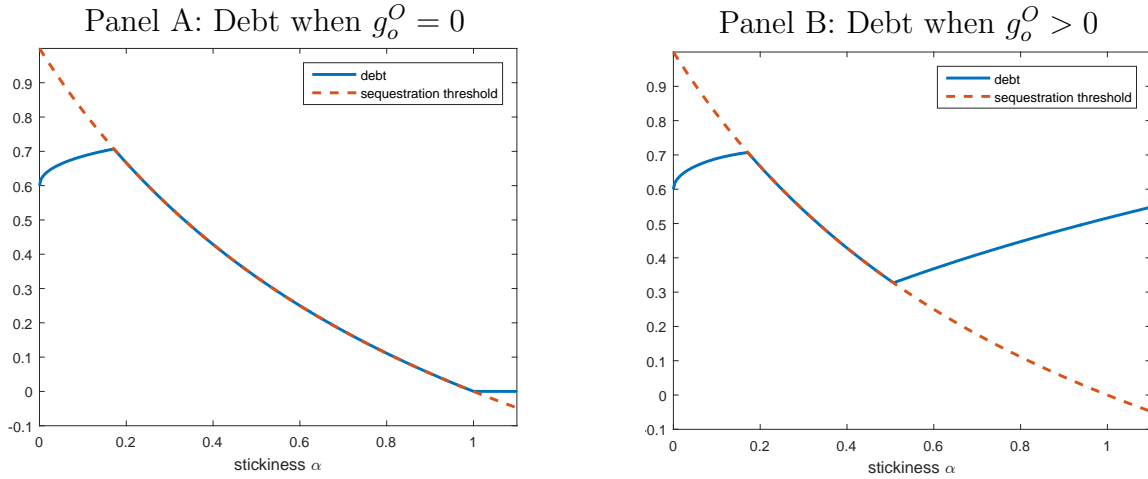 Panel A: Debt when $g_o^O = 0$
0.9
0.8
0.7
0.6
0.5
0.4
0.3
0.2
0.1
0
-0.1
0 0.2 0.4 0.6 0.8 1
stickiness α
debt
sequestration threshold
Panel B: Debt when $g_o^O > 0$
0.9
0.8
0.7
0.6
0.5
0.4
0.3
0.2
0.1
0
-0.1
0 0.2 0.4 0.6 0.8 1
stickiness α
debt
sequestration threshold